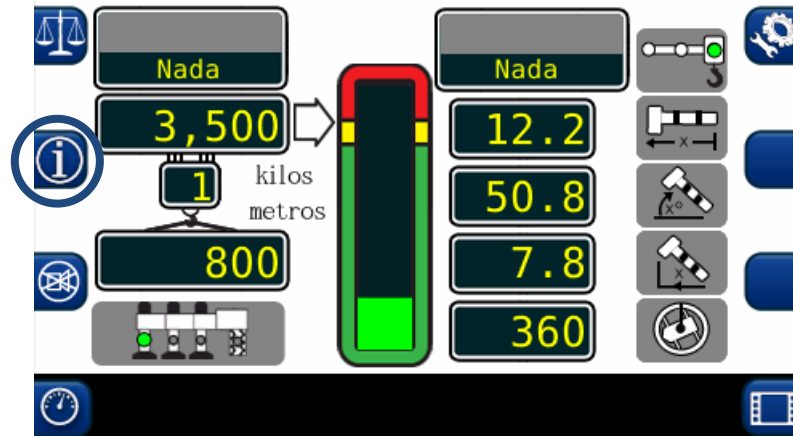 Nada
3,500
1
kilos
metros
800
Nada
12.2
50.8
7.8
360
x
x°
x
i